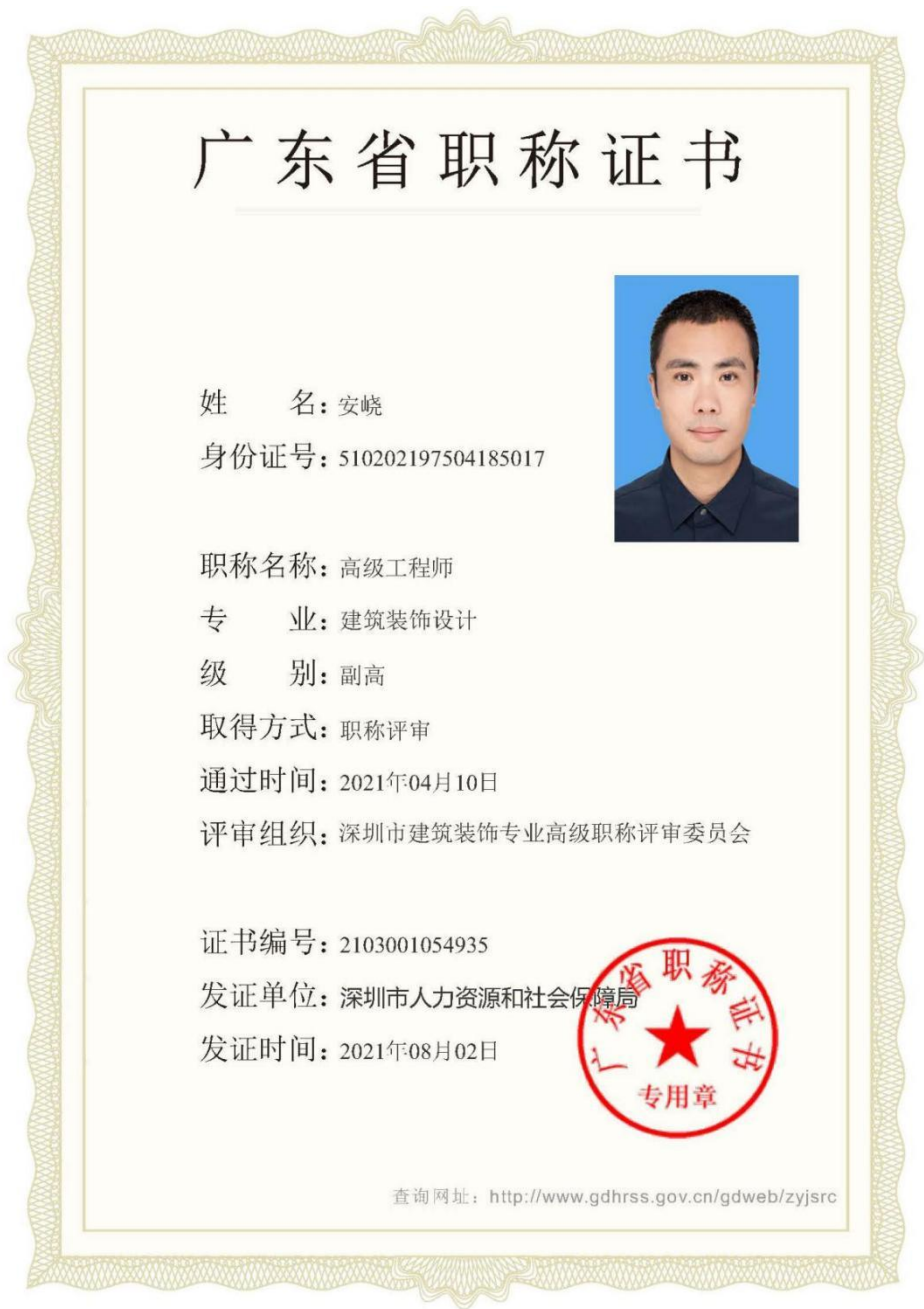 广东省职称证书
姓 名：安峣
身份证号：510202197504185017
职称名称：高级工程师
专 业：建筑装饰设计
级 别：副高
取得方式：职称评审
通过时间：2021年04月10日
评审组织：深圳市建筑装饰专业高级职称评审委员会
证书编号：2103001054935
发证单位：深圳市人力资源和社会保障局
发证时间：2021年08月02日
广东省职称证书
专用章
查询网址：http://www.gdhrss.gov.cn/gdweb/zyjsrc